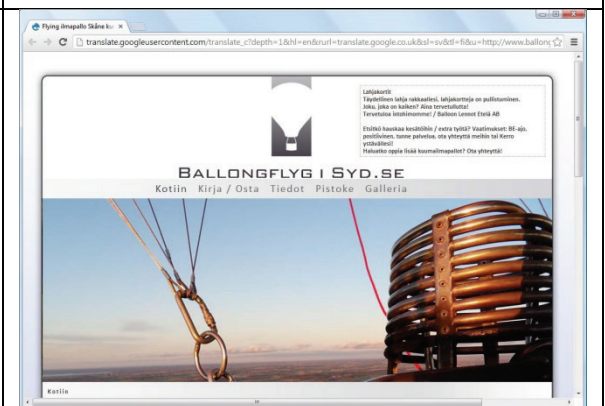 Flying ilmapallo Skåne ku
translate.googleusercontent.com/translate_c?depth=1&hl=en&rurl=translate.google.co.uk&sl=sv&tl=fi&u=http://www.ballong
Lahjakortit
Täydellinen lahja rakkaallesi, lahjakortteja on pullistuminen.
Joku, joka on kaiken? Aina tervetullutta!
Tervetuloa intohimomme! / Balloon Lennot Etelä AB
Etsitkö hauskaa kesätöihin / extra työtä? Vaatimukset: BE-ajo,
positiivinen, tunne palvelua, ota yhteyttä meihin tai Kerro
ystävällesi!
Haluatko oppia lisää kuumailmapallot? Ota yhteyttä!
BALLONGFLYG I SYD.SE
Kotiin Kirja / Osta Tiedot Pistoke Galleria
Kotiin